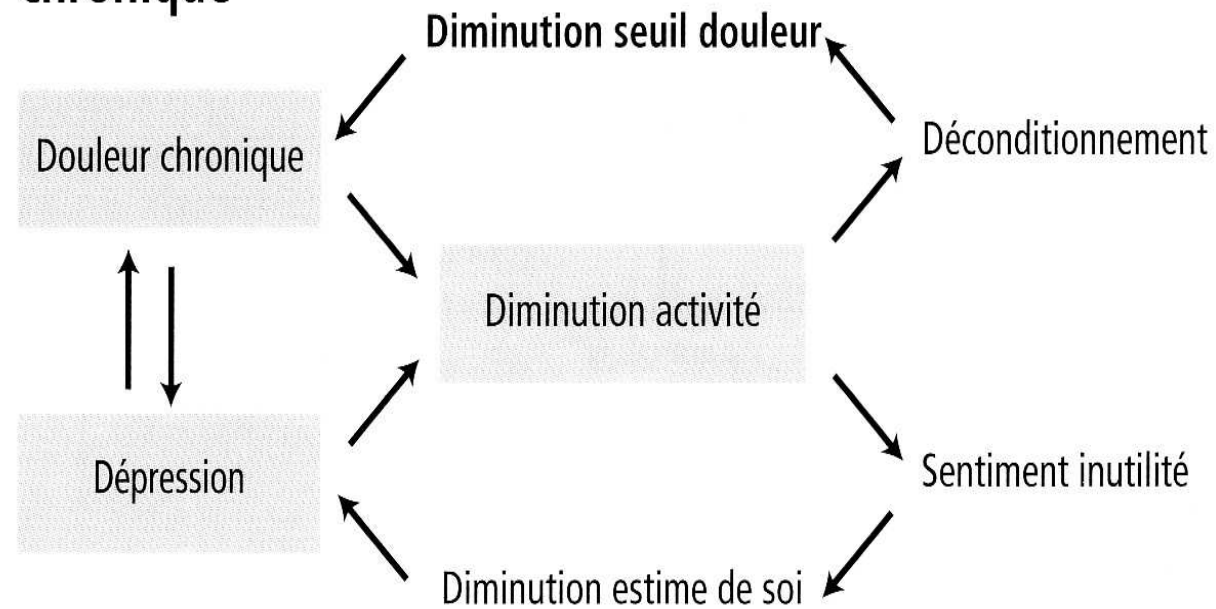 Diminution seuil douleur
Douleur chronique
Déconditionnement
Diminution activité
Dépression
Sentiment inutilité
Diminution estime de soi